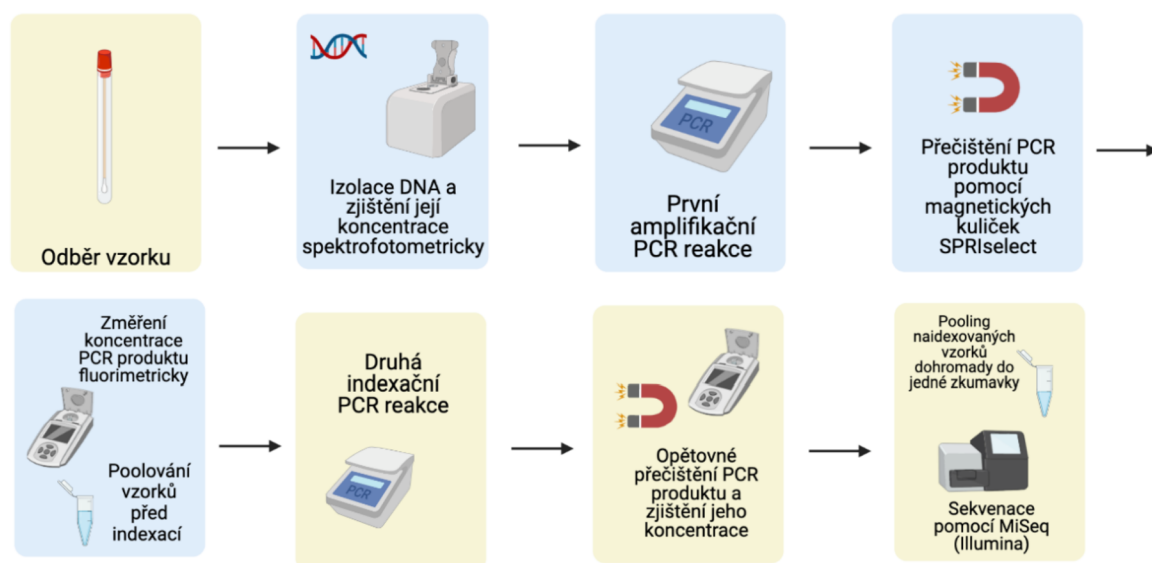 Odběr vzorku
Izolace DNA a
zjištění její
koncentrace
spektrofotometricky
PCR
První
amplifikační
PCR reakce
Přečištění PCR
produktu
pomocí
magnetických
kuliček
SPRIselect
Změření
koncentrace
PCR produktu
fluorimetricky
Poolování
vzorků
před
indexací
Druhá
indexační
PCR reakce
PCR
Opětovné
přečištění PCR
produktu a
zjištění jeho
koncentrace
Pooling
naidexovaných
vzorků
dohromady do
jedné zkumavky
Sekvenace
pomocí MiSeq
(Illumina)